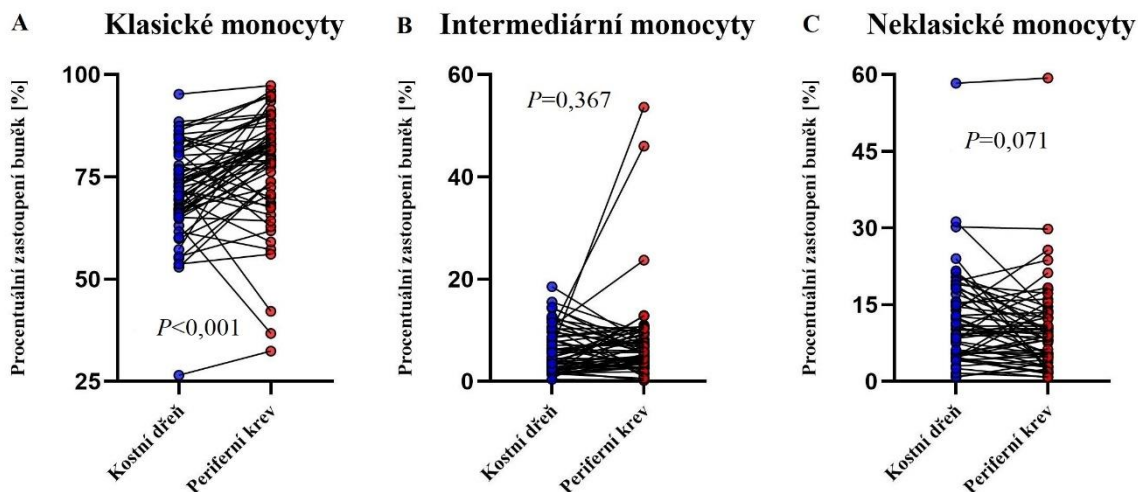 A Klasické monocyty
Procentuální zastoupení buněk [%]
100
75
50
25
P<0,001
Kostní dřeň
Periferní krev
B Intermediární monocyty
Procentuální zastoupení buněk [%]
60
40
20
0
P=0,367
Kostní dřeň
Periferní krev
C Neklasické monocyty
Procentuální zastoupení buněk [%]
60
45
30
15
0
P=0,071
Kostní dřeň
Periferní krev